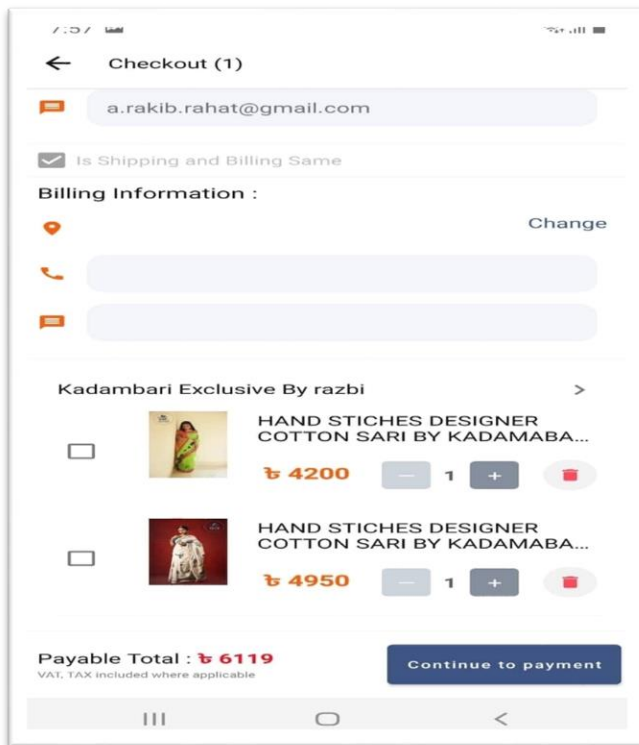 7:57
Checkout (1)
a.rakib.rahat@gmail.com
Is Shipping and Billing Same
Billing Information :
Change
Kadambari Exclusive By razbi
HAND STICHES DESIGNER
COTTON SARI BY KADAMABA...
৳ 4200
1
HAND STICHES DESIGNER
COTTON SARI BY KADAMABA...
৳ 4950
1
Payable Total : ৳ 6119
VAT, TAX included where applicable
Continue to payment